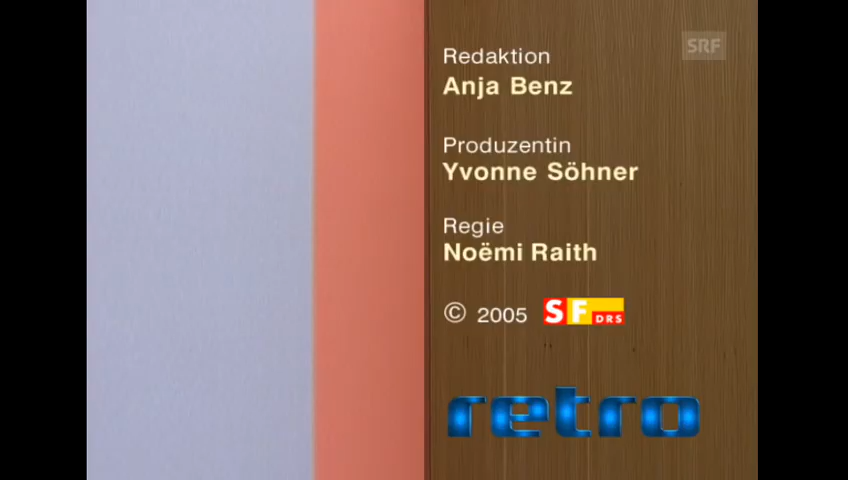 SRF
Redaktion
Anja Benz
Produzentin
Yvonne Söhner
Regie
Noëmi Raith
© 2005 SF DRS
retro